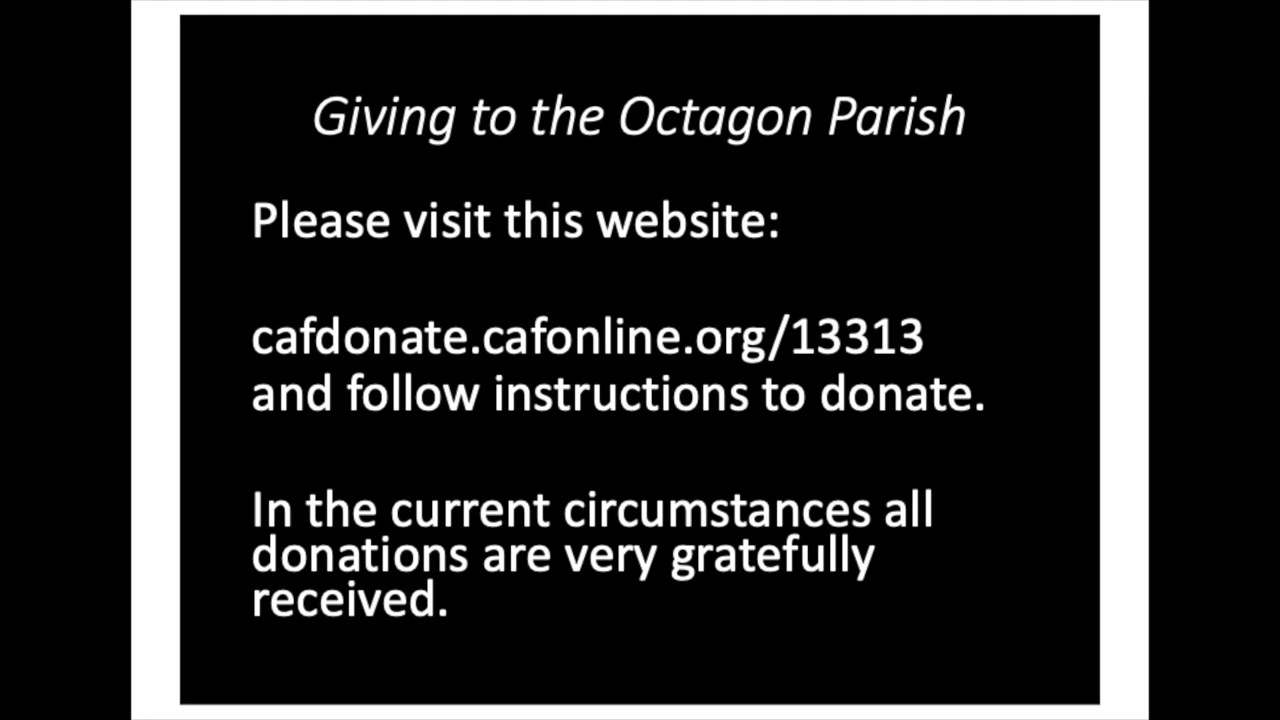 Giving to the Octagon Parish
Please visit this website:
cafdonate.cafonline.org/13313
and follow instructions to donate.
In the current circumstances all
donations are very gratefully
received.